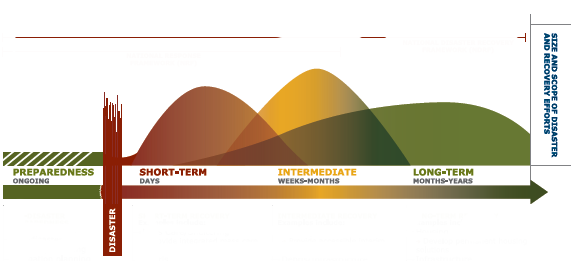 SIZE AND SCOPE OF DISASTER
AND RECOVERY EFFORTS
PREPAREDNESS
ONGOING
SHORT-TERM
DAYS
INTERMEDIATE
WEEKS-MONTHS
LONG-TERM
MONTHS-YEARS
DISASTER